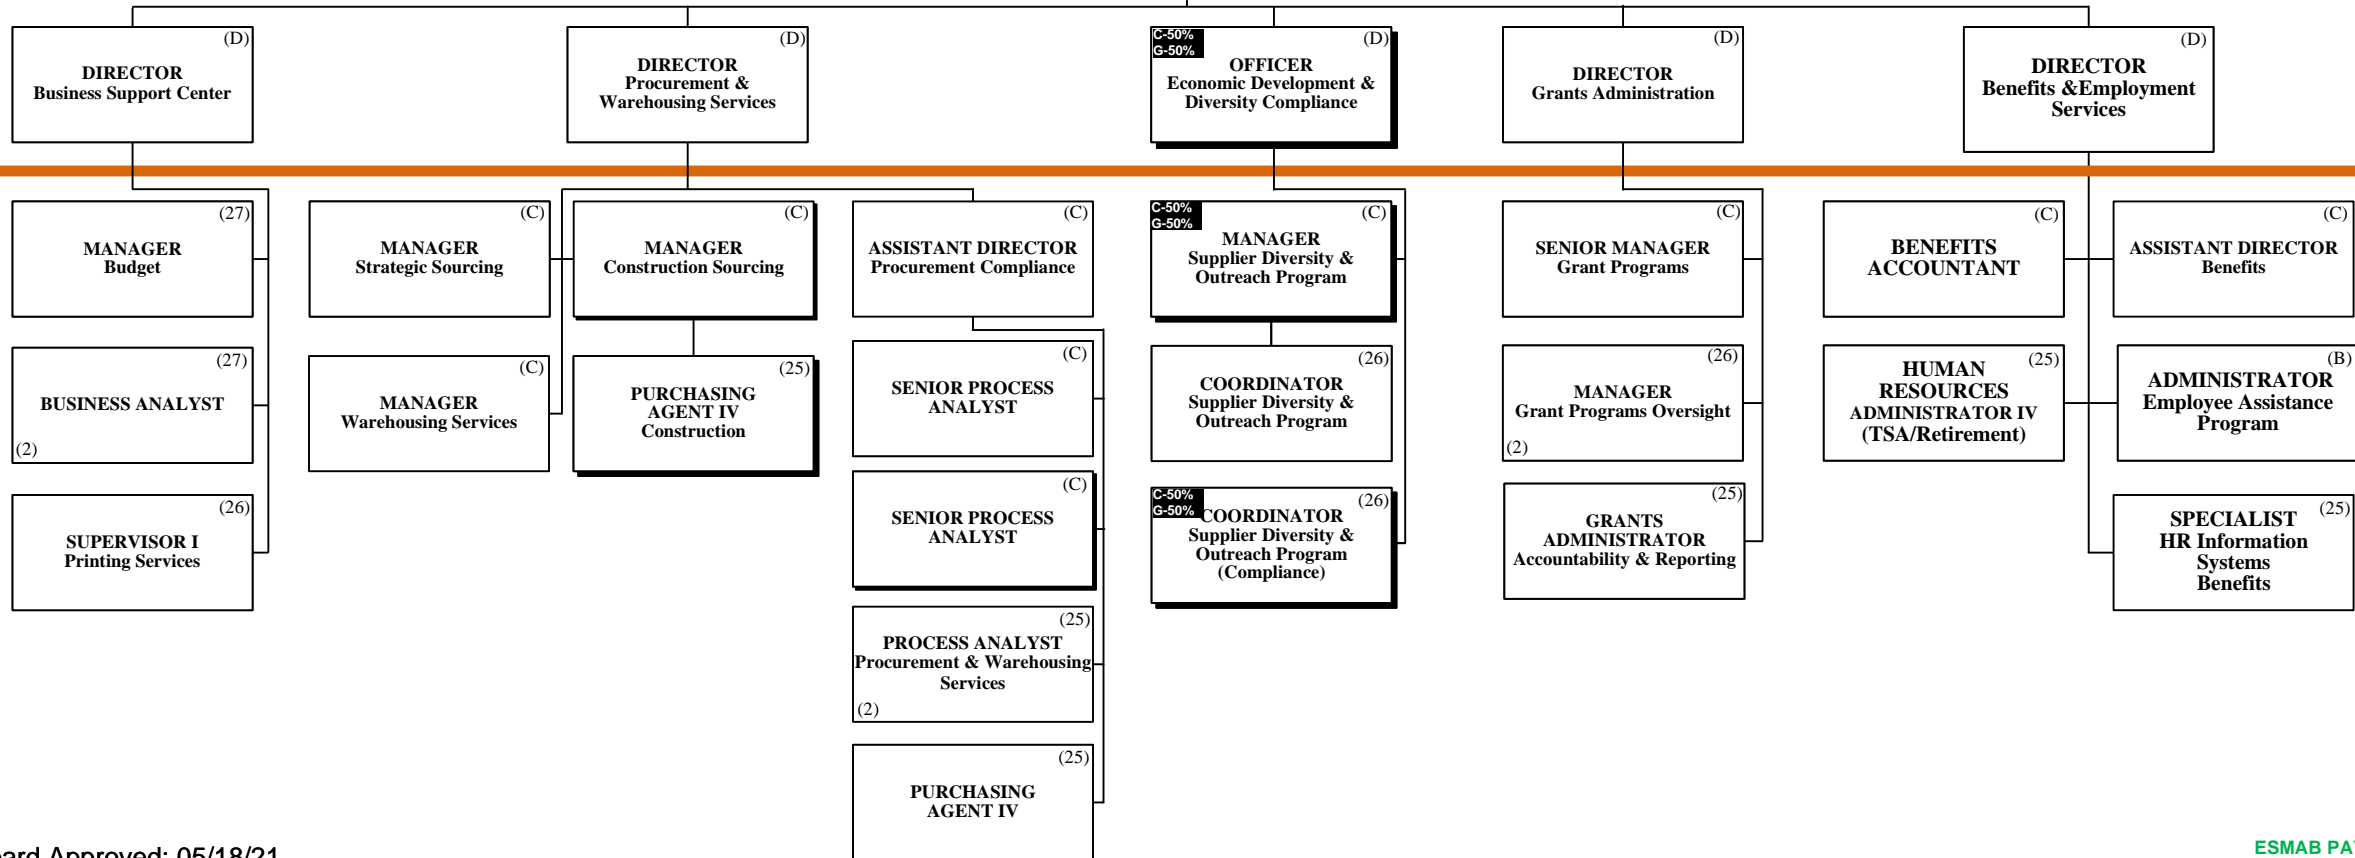 (D)
DIRECTOR
Business Support Center
(D)
DIRECTOR
Procurement &
Warehousing Services
C-50%
G-50%
(D)
OFFICER
Economic Development &
Diversity Compliance
(D)
DIRECTOR
Grants Administration
(D)
DIRECTOR
Benefits &Employment
Services
(27)
MANAGER
Budget
(C)
MANAGER
Strategic Sourcing
(C)
MANAGER
Construction Sourcing
(C)
ASSISTANT DIRECTOR
Procurement Compliance
C-50%
G-50%
(C)
MANAGER
Supplier Diversity &
Outreach Program
(C)
SENIOR MANAGER
Grant Programs
(C)
BENEFITS
ACCOUNTANT
(C)
ASSISTANT DIRECTOR
Benefits
(27)
BUSINESS ANALYST
(2)
(C)
MANAGER
Warehousing Services
(25)
PURCHASING
AGENT IV
Construction
(C)
SENIOR PROCESS
ANALYST
(26)
COORDINATOR
Supplier Diversity &
Outreach Program
(26)
MANAGER
Grant Programs Oversight
(2)
(25)
HUMAN
RESOURCES
ADMINISTRATOR IV
(TSA/Retirement)
(B)
ADMINISTRATOR
Employee Assistance
Program
(26)
SUPERVISOR I
Printing Services
(C)
SENIOR PROCESS
ANALYST
C-50%
G-50%
(26)
COORDINATOR
Supplier Diversity &
Outreach Program
(Compliance)
(25)
GRANTS
ADMINISTRATOR
Accountability & Reporting
(25)
SPECIALIST
HR Information
Systems
Benefits
(25)
PROCESS ANALYST
Procurement & Warehousing
Services
(2)
(25)
PURCHASING
AGENT IV
Approved: 05/18/21
ESMAB